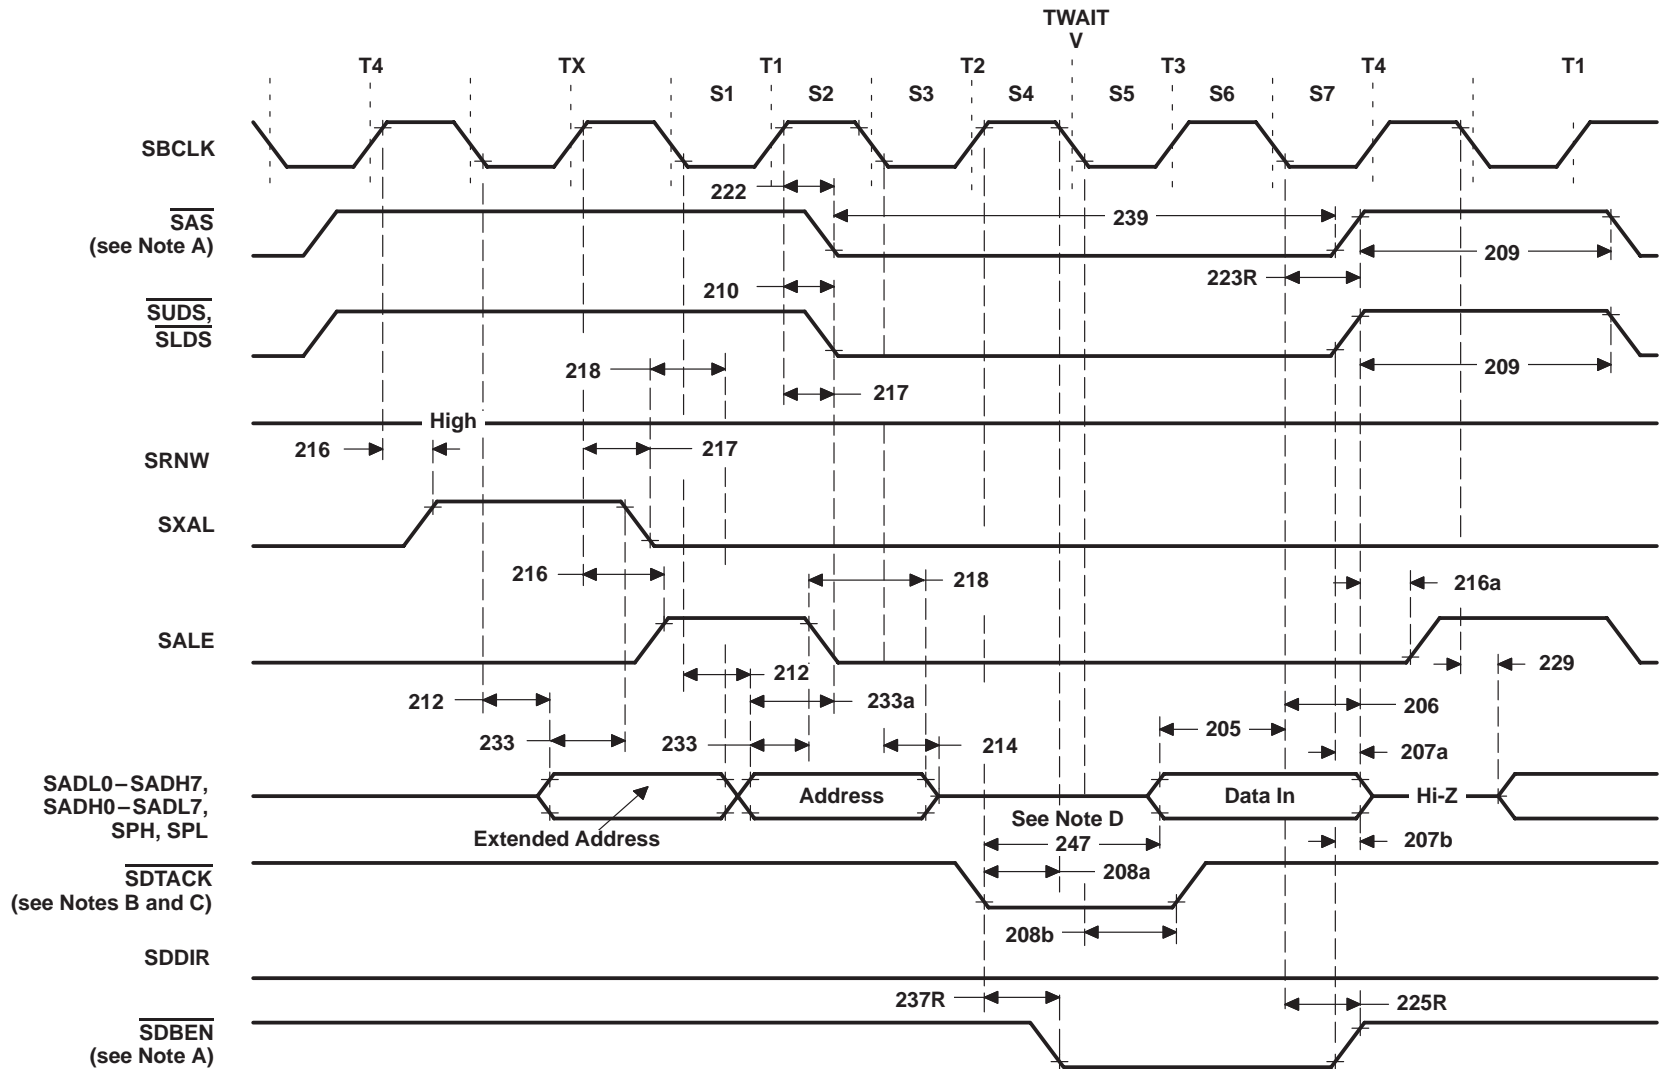 TWAIT
V
T4 TX T1 T2 T3 T4 T1
S1 S2 S3 S4 S5 S6 S7
SBCLK
222
SAS
(see Note A)
239
209
223R
210
SUDS,
SLDS
218
209
217
High
216
217
SRNW
SXAL
216
218
216a
SALE
229
212
212
233a
206
205
233
233
214
207a
SADL0–SADH7,
SADH0–SADL7,
SPH, SPL
Address
Data In
Hi-Z
See Note D
Extended Address
247
207b
SDTACK
(see Notes B and C)
208a
208b
SDDIR
237R
225R
SDBEN
(see Note A)